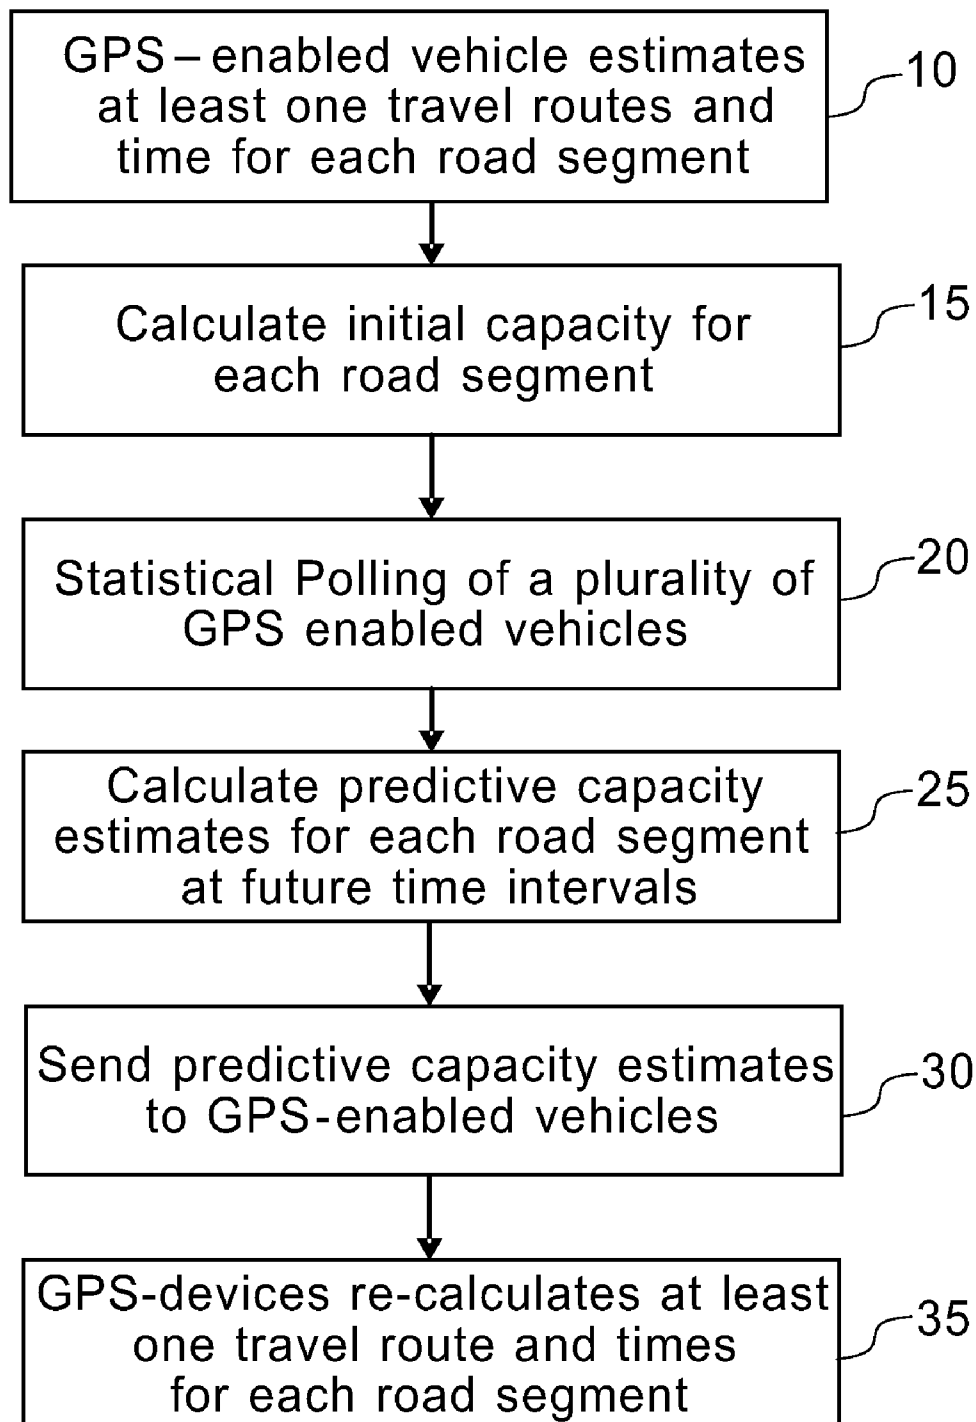 GPS – enabled vehicle estimates
at least one travel routes and
time for each road segment
10
Calculate initial capacity for
each road segment
15
Statistical Polling of a plurality of
GPS enabled vehicles
20
Calculate predictive capacity
estimates for each road segment
at future time intervals
25
Send predictive capacity estimates
to GPS-enabled vehicles
30
GPS-devices re-calculates at least
one travel route and times
for each road segment
35